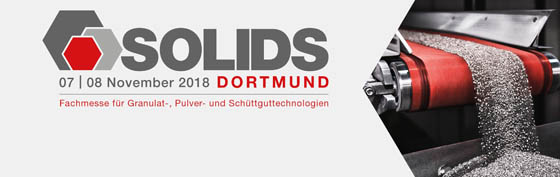 SOLIDS
07 | 08 November 2018 DORTMUND
Fachmesse für Granulat-, Pulver- und Schüttguttechnologien